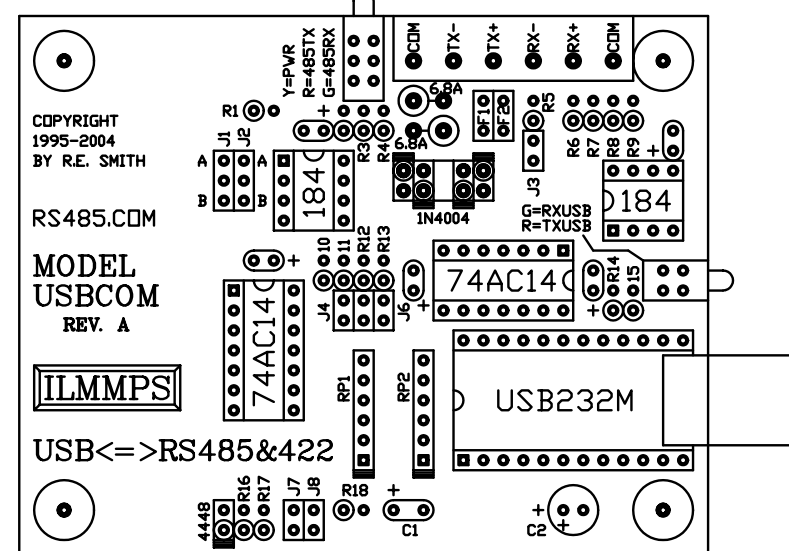 Y=PWR
R=485TX
G=485RX
COM TX- TX+ RX- RX+ COM
6.8A
R1
+
F1 F2
R5
COPYRIGHT
1995-2004
BY R.E. SMITH
J1 J2
R3 R4
6.8A
R6 R7 R8 R9
+
A A
B B
184
J3
184
1N4004
G=RXUSB
R=TXUSB
RS485.COM
10 11 R12 R13
+
MODEL
USBCOM
REV. A
74AC14
J4
J6
+
74AC14
R14 15
+
ILMMPS
RP1
RP2
USB232M
USB<=>RS485&422
4448
R16 R17
J7 J8
R18
+
C1
+
C2
+